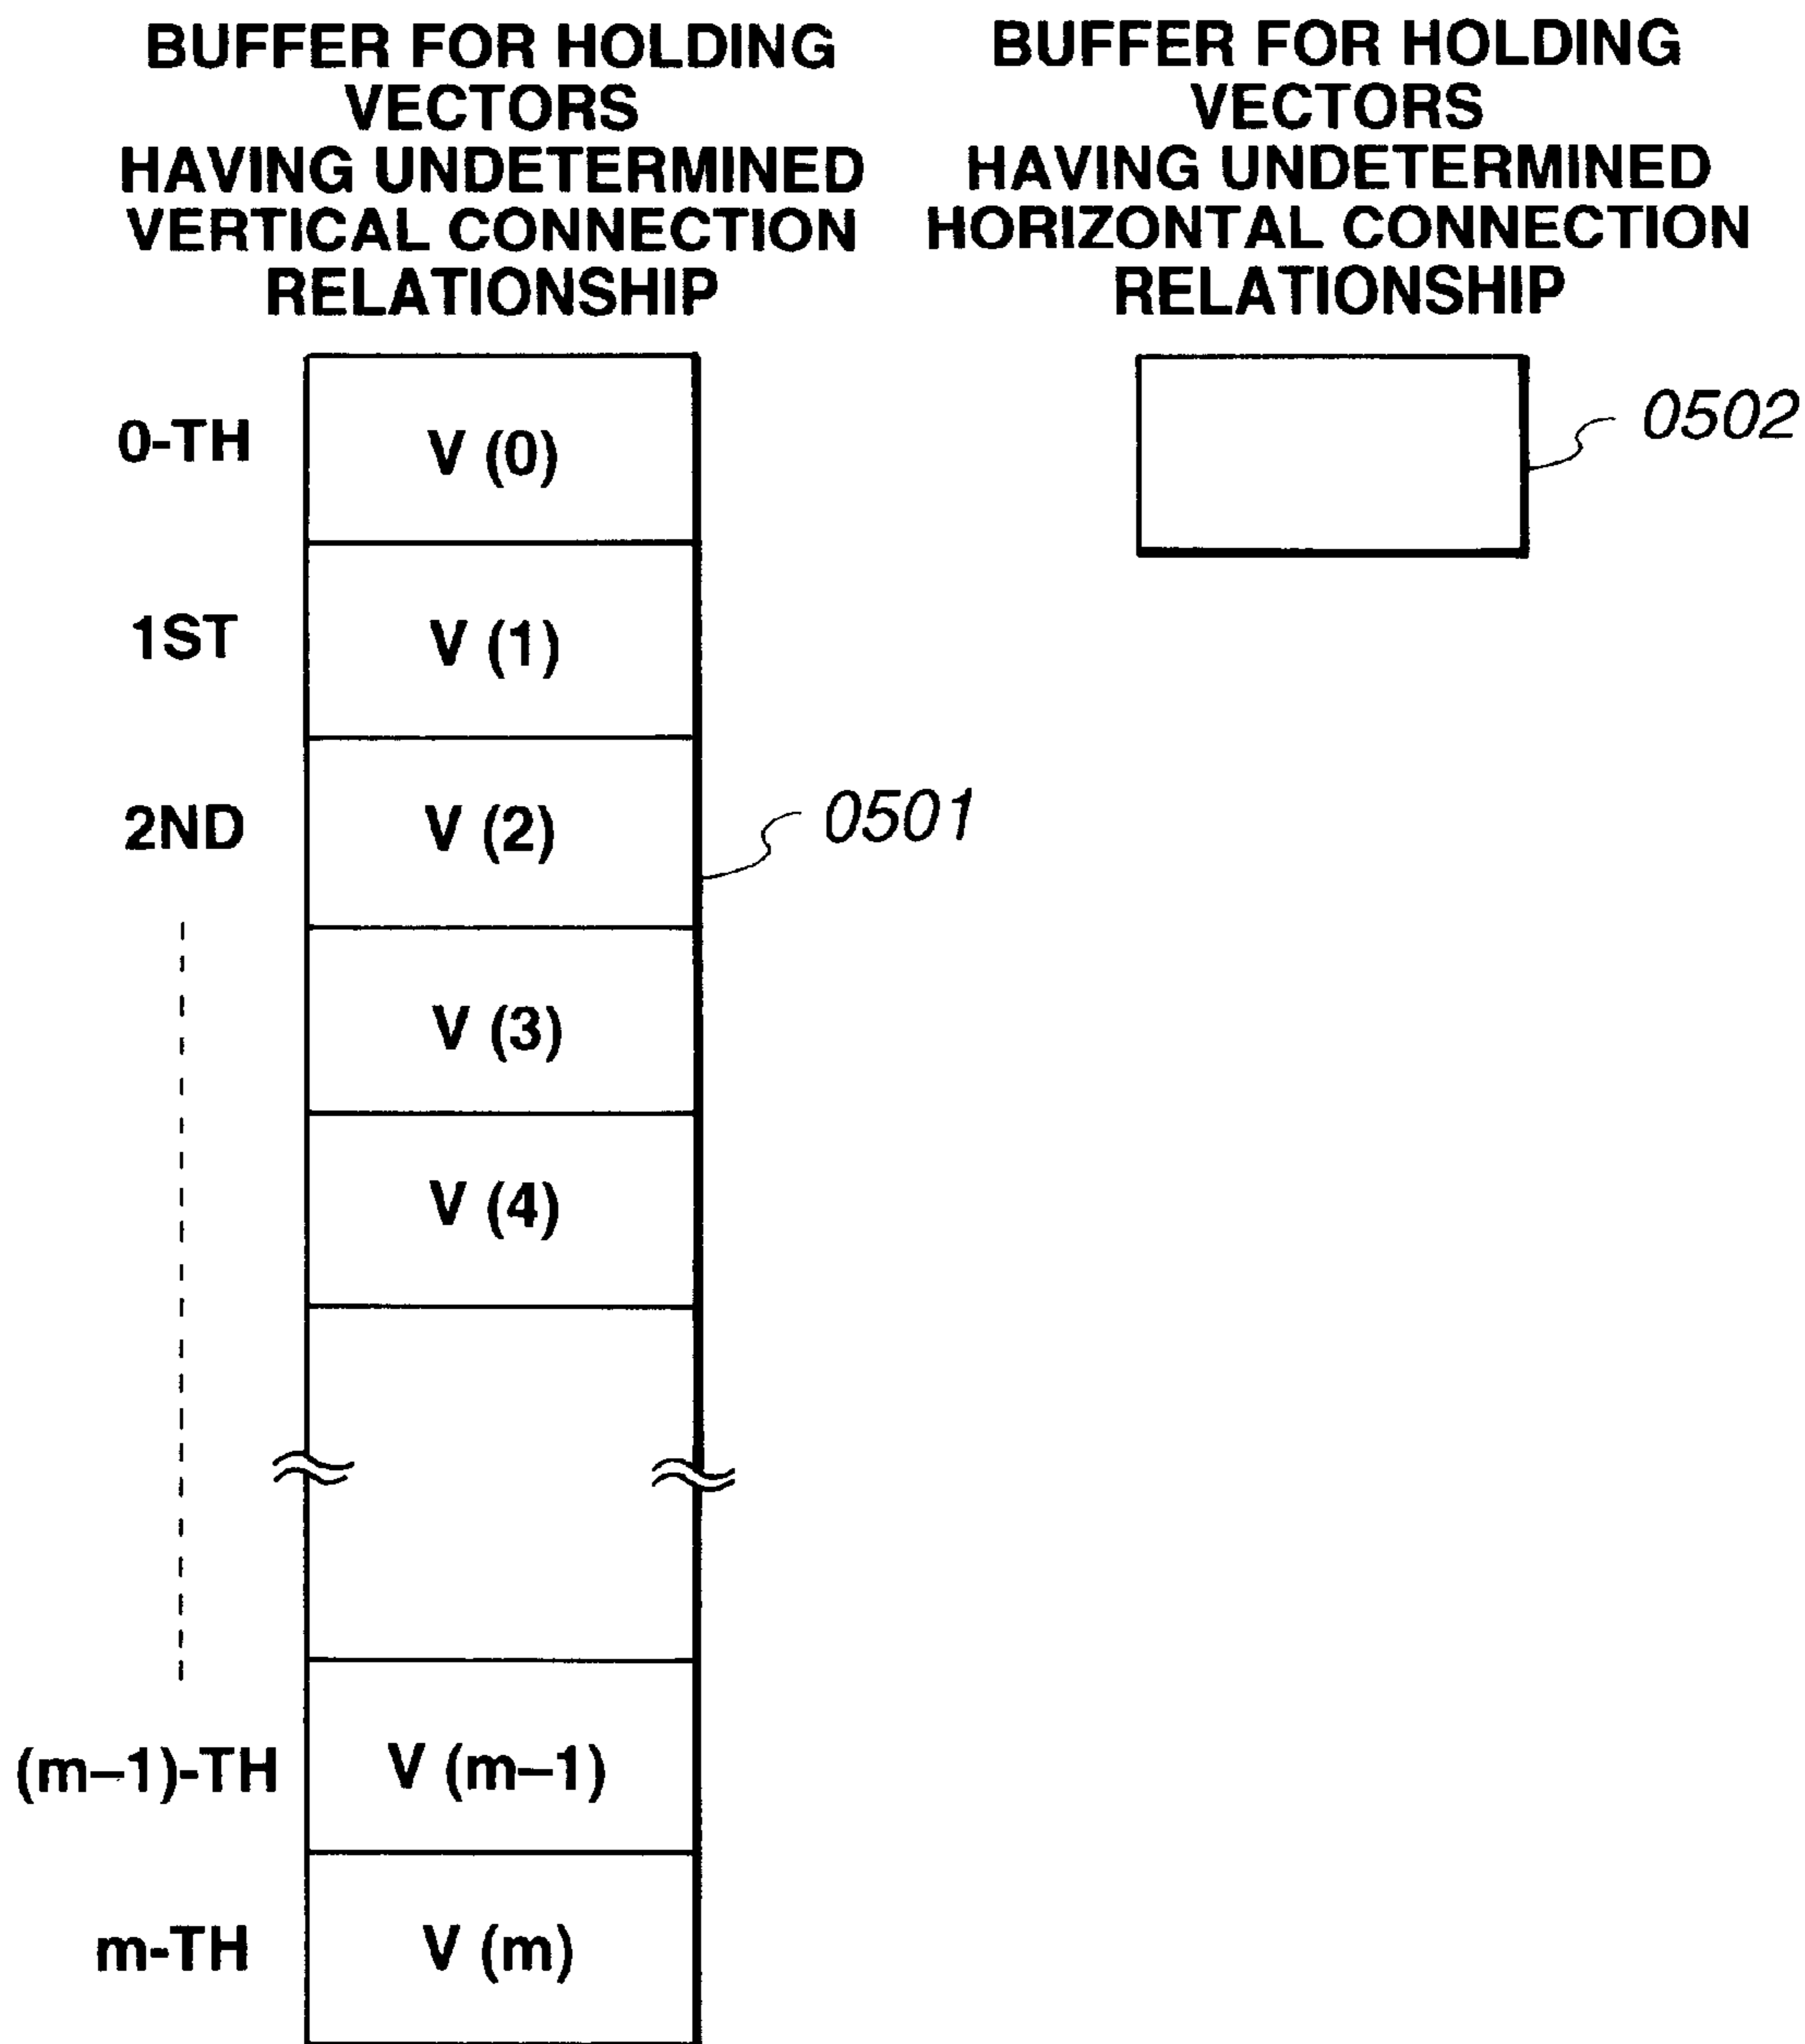 BUFFER FOR HOLDING
VECTORS
HAVING UNDETERMINED
VERTICAL CONNECTION
RELATIONSHIP
BUFFER FOR HOLDING
VECTORS
HAVING UNDETERMINED
HORIZONTAL CONNECTION
RELATIONSHIP
0-TH V (0)
0502
1ST V (1)
2ND V (2)
0501
V (3)
V (4)
(m–1)-TH V (m–1)
m-TH V (m)